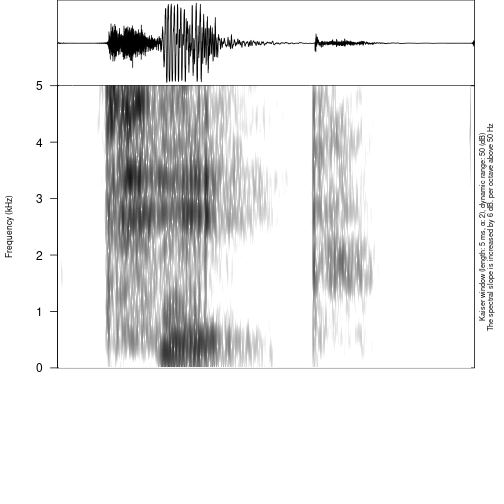 5
4
3
2
1
0
Frequency (kHz)
Kaiser window (length: 5 ms, α: 2), dynamic range: 50 (dB)
The spectral slope is increased by 6 dB per octave above 50 Hz